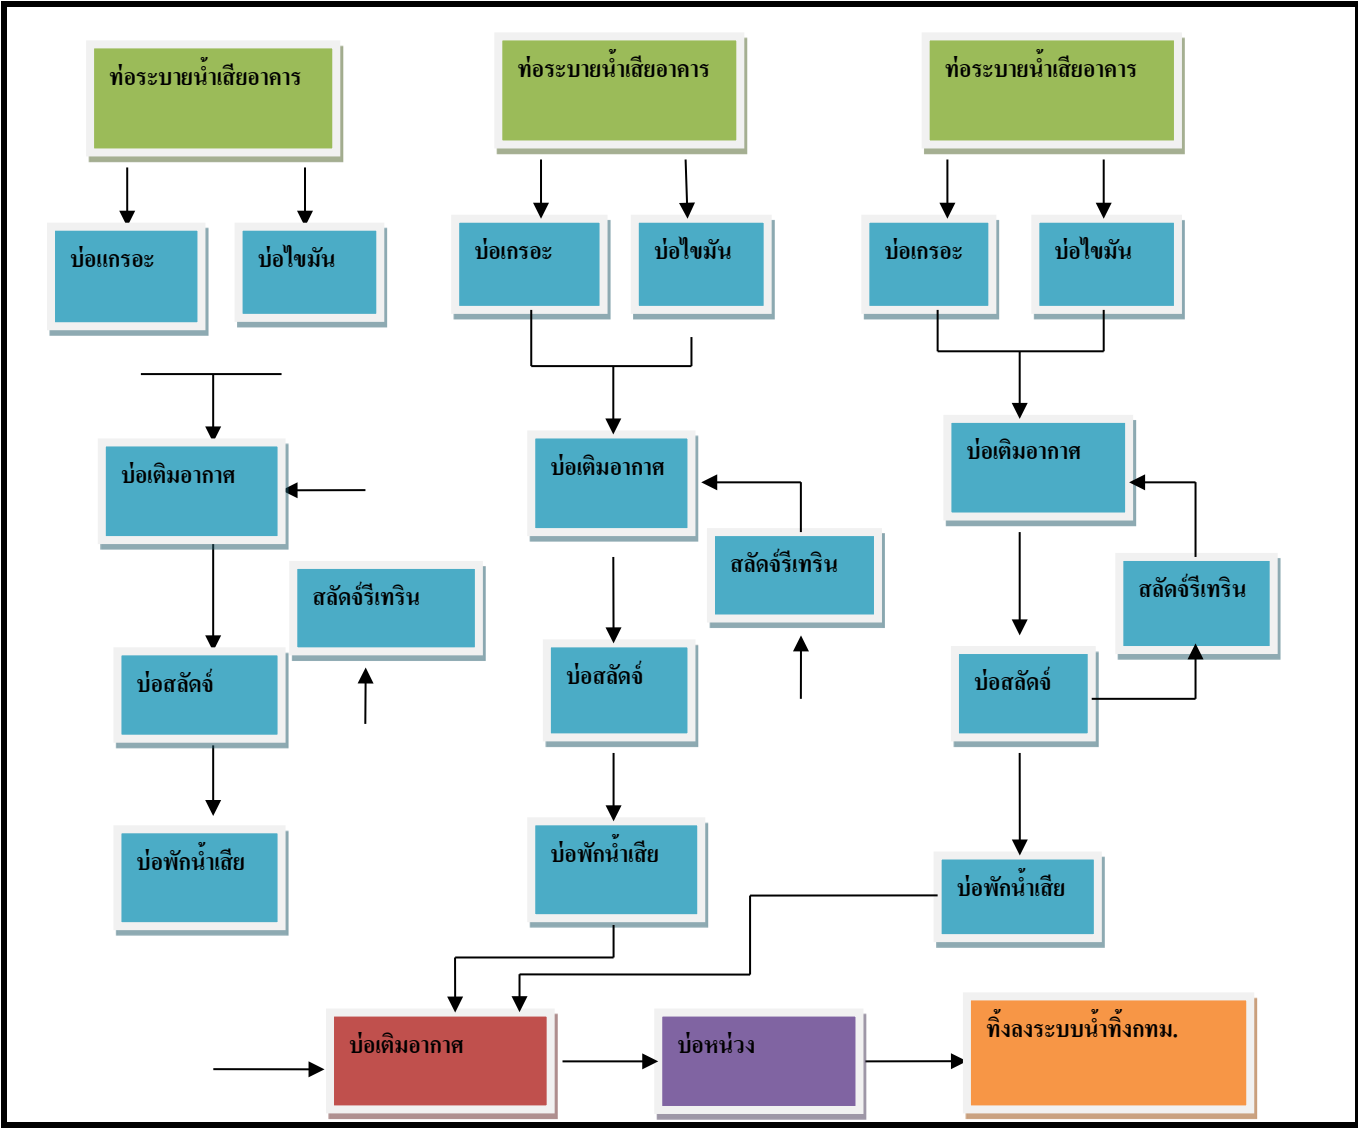 ท่อระบายน้ำเสียอาคาร
ท่อระบายน้ำเสียอาคาร
ท่อระบายน้ำเสียอาคาร
บ่อแกรอะ
บ่อไขมัน
บ่อเกรอะ
บ่อไขมัน
บ่อเกรอะ
บ่อไขมัน
บ่อเติมอากาศ
บ่อเติมอากาศ
บ่อเติมอากาศ
สลัดจ์รีเทริน
สลัดจ์รีเทริน
สลัดจ์รีเทริน
บ่อสลัดจ์
บ่อสลัดจ์
บ่อสลัดจ์
บ่อพักน้ำเสีย
บ่อพักน้ำเสีย
บ่อพักน้ำเสีย
บ่อเติมอากาศ
บ่อหน่วง
ทิ้งลงระบบน้ำทิ้งกทม.